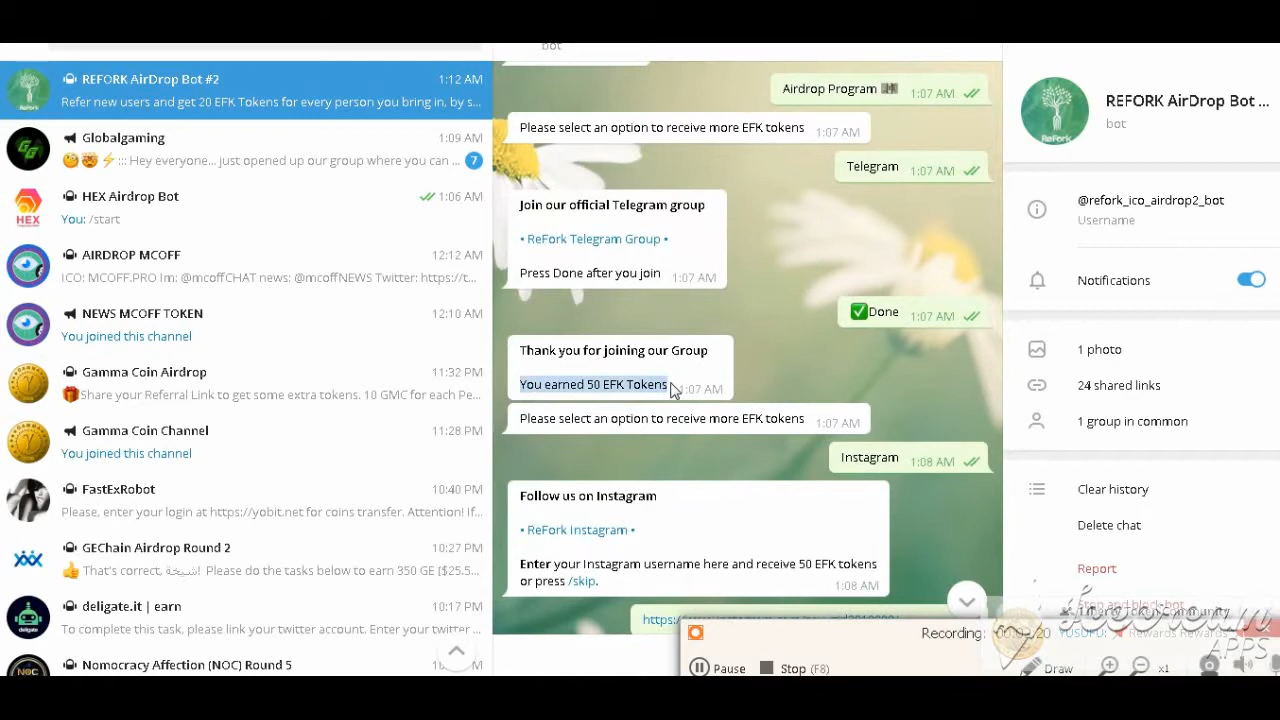 REFORK AirDrop Bot #2
1:12 AM
Refer new users and get 20 EFK Tokens for every person you bring in, by s...
Globalgaming
1:09 AM
::: Hey everyone... just opened up our group where you can ...
7
HEX Airdrop Bot
1:06 AM
You: /start
AIRDROP MCOFF
12:12 AM
ICO: MCOFF.PRO Im: @mcoffCHAT news: @mcoffNEWS Twitter: https://t...
NEWS MCOFF TOKEN
12:10 AM
You joined this channel
Gamma Coin Airdrop
11:32 PM
Share your Referral Link to get some extra tokens. 10 GMC for each Pe...
Gamma Coin Channel
11:28 PM
You joined this channel
FastExRobot
10:40 PM
Please, enter your login at https://yobit.net for coins transfer. Attention! If...
GEChain Airdrop Round 2
10:27 PM
That's correct, شيخة! Please do the tasks below to earn 350 GE [$25.5...
deligate.it | earn
10:17 PM
To complete this task, please link your twitter account. Enter your twitter...
Nomocracy Affection (NOC) Round 5
bot
Airdrop Program
1:07 AM
Please select an option to receive more EFK tokens
1:07 AM
Telegram
1:07 AM
Join our official Telegram group
• ReFork Telegram Group •
Press Done after you join
1:07 AM
Done
1:07 AM
Thank you for joining our Group
You earned 50 EFK Tokens
1:07 AM
Please select an option to receive more EFK tokens
1:07 AM
Instagram
1:08 AM
Follow us on Instagram
• ReFork Instagram •
Enter your Instagram username here and receive 50 EFK tokens
or press /skip.
1:08 AM
ReFork
REFORK AirDrop Bot ...
bot
@refork_ico_airdrop2_bot
Username
Notifications
1 photo
24 shared links
1 group in common
Clear history
Delete chat
Report
Stop and block bot
Recording:
Pause
Stop (F8)
Draw
x1
Icecream
APPS